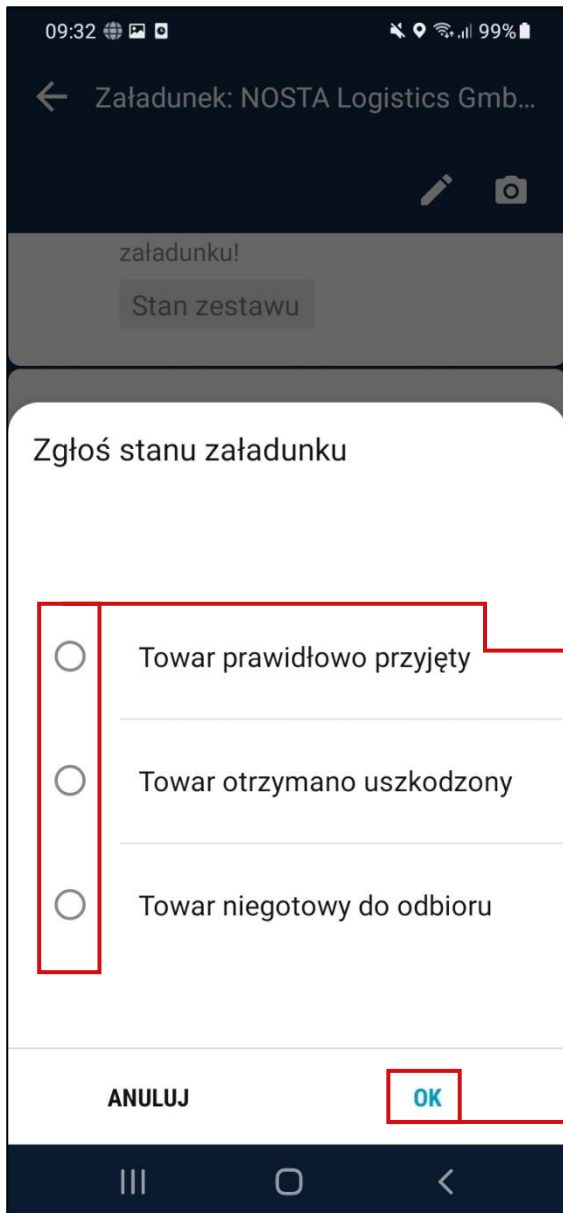 09:32 99%
Załadunek: NOSTA Logistics Gmb...
załadunku!
Stan zestawu
Zgłoś stanu załadunku
Towar prawidłowo przyjęty
Towar otrzymano uszkodzony
Towar niegotowy do odbioru
ANULUJ OK